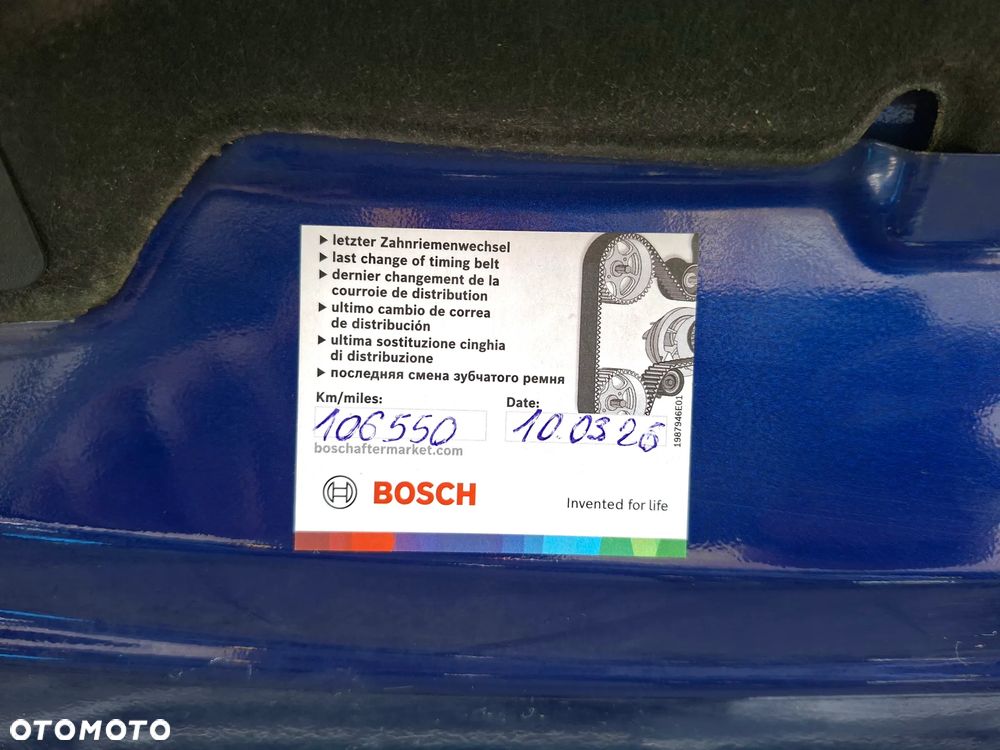 ▶ letzter Zahnriemenwechsel
▶ last change of timing belt
▶ dernier changement de la
courroie de distribution
▶ ultimo cambio de correa
de distribución
▶ ultima sostituzione cinghia
di distribuzione
▶ последняя смена зубчатого ремня
Km/miles:
Date:
106550
10.03 26
1987946E01
boschaftermarket.com
BOSCH
Invented for life
OTOMOTO